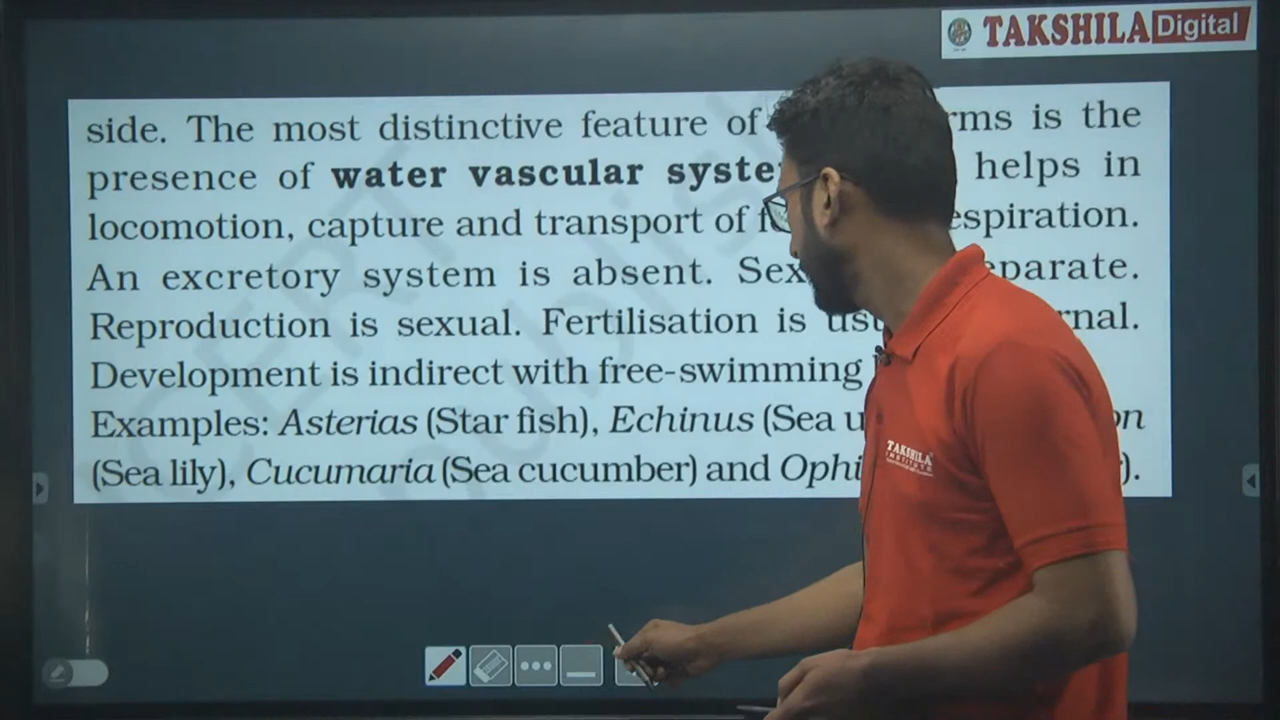 TAKSHILA Digital
side. The most distinctive feature of rms is the
presence of water vascular syste helps in
locomotion, capture and transport of f espiration.
An excretory system is absent. Sex eparate.
Reproduction is sexual. Fertilisation is usu rnal.
Development is indirect with free-swimming
Examples: Asterias (Star fish), Echinus (Sea u on
(Sea lily), Cucumaria (Sea cucumber) and Ophi ).
TAKSHILA
INSTITUTE